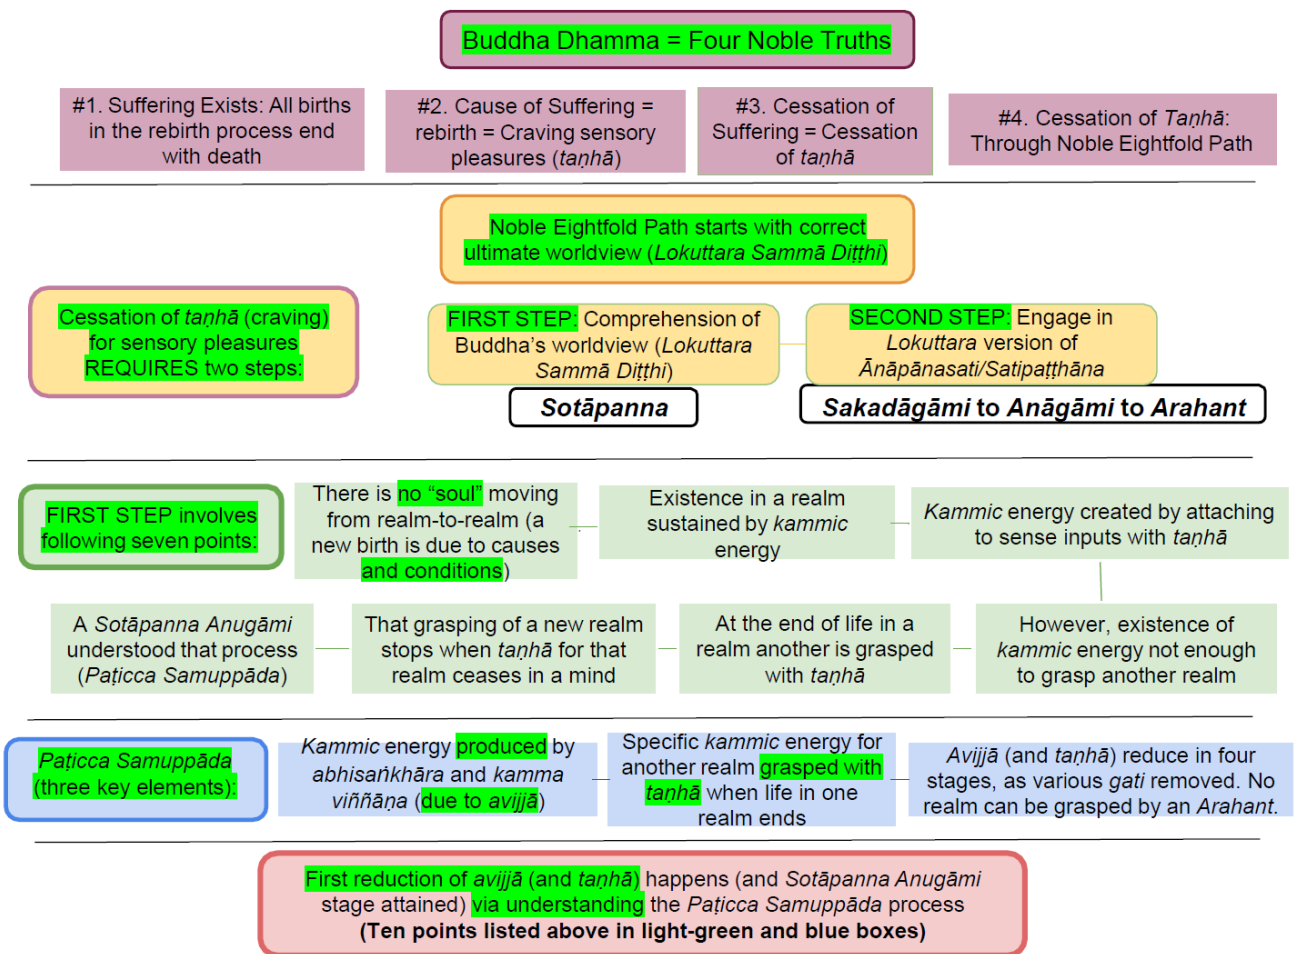 Buddha Dhamma = Four Noble Truths
#1. Suffering Exists: All births
in the rebirth process end
with death
#2. Cause of Suffering =
rebirth = Craving sensory
pleasures (taṇhā)
#3. Cessation of
Suffering = Cessation
of taṇhā
#4. Cessation of Taṇhā:
Through Noble Eightfold Path
Noble Eightfold Path starts with correct
ultimate worldview (Lokuttara Sammā Diṭṭhi)
Cessation of taṇhā (craving)
for sensory pleasures
REQUIRES two steps:
FIRST STEP: Comprehension of
Buddha’s worldview (Lokuttara
Sammā Diṭṭhi)
SECOND STEP: Engage in
Lokuttara version of
Ānāpānasati/Satipaṭṭhāna
Sotāpanna
Sakadāgāmi to Anāgāmi to Arahant
FIRST STEP involves
following seven points:
There is no “soul” moving
from realm-to-realm (a
new birth is due to causes
and conditions)
Existence in a realm
sustained by kammic
energy
Kammic energy created by attaching
to sense inputs with taṇhā
However, existence of
kammic energy not enough
to grasp another realm
At the end of life in a
realm another is grasped
with taṇhā
That grasping of a new realm
stops when taṇhā for that
realm ceases in a mind
A Sotāpanna Anugāmi
understood that process
(Paṭicca Samuppāda)
Paṭicca Samuppāda
(three key elements):
Kammic energy produced by
abhisaṅkhāra and kamma
viññāṇa (due to avijjā)
Specific kammic energy for
another realm grasped with
taṇhā when life in one
realm ends
Avijjā (and taṇhā) reduce in four
stages, as various gati removed. No
realm can be grasped by an Arahant.
First reduction of avijjā (and taṇhā) happens (and Sotāpanna Anugāmi
stage attained) via understanding the Paṭicca Samuppāda process
(Ten points listed above in light-green and blue boxes)